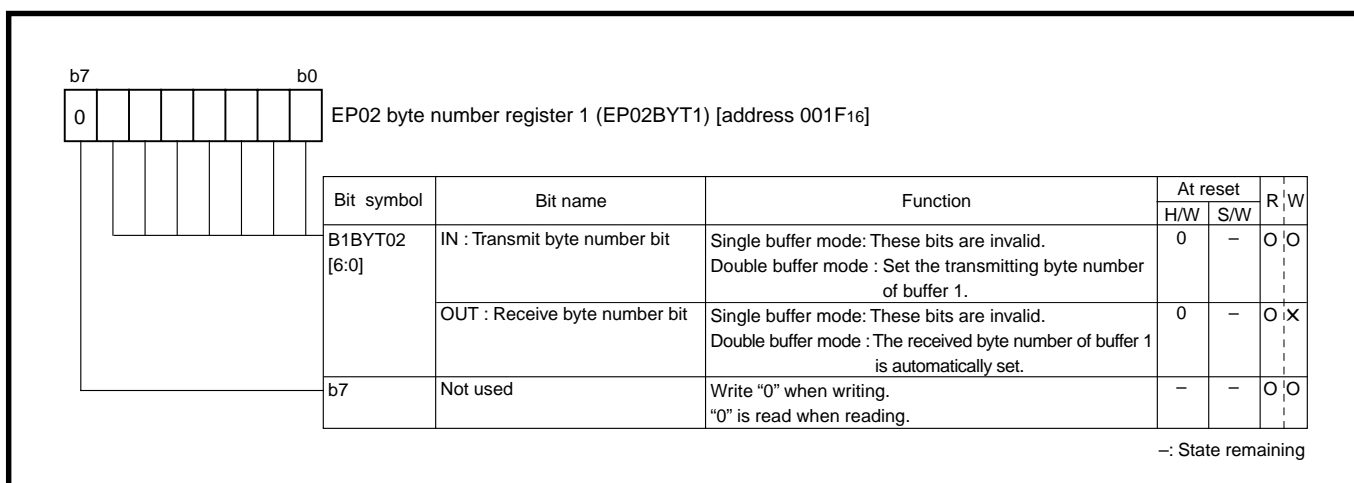 b7 b0
0 EP02 byte number register 1 (EP02BYT1) [address 001F16]
Bit symbol Bit name Function At reset R W
H/W S/W
B1BYT02 IN : Transmit byte number bit Single buffer mode: These bits are invalid. 0 – O O
[6:0] Double buffer mode : Set the transmitting byte number
of buffer 1.
OUT : Receive byte number bit Single buffer mode: These bits are invalid. 0 – O ×
Double buffer mode : The received byte number of buffer 1
is automatically set.
b7 Not used Write “0” when writing. – – O O
“0” is read when reading.
–: State remaining